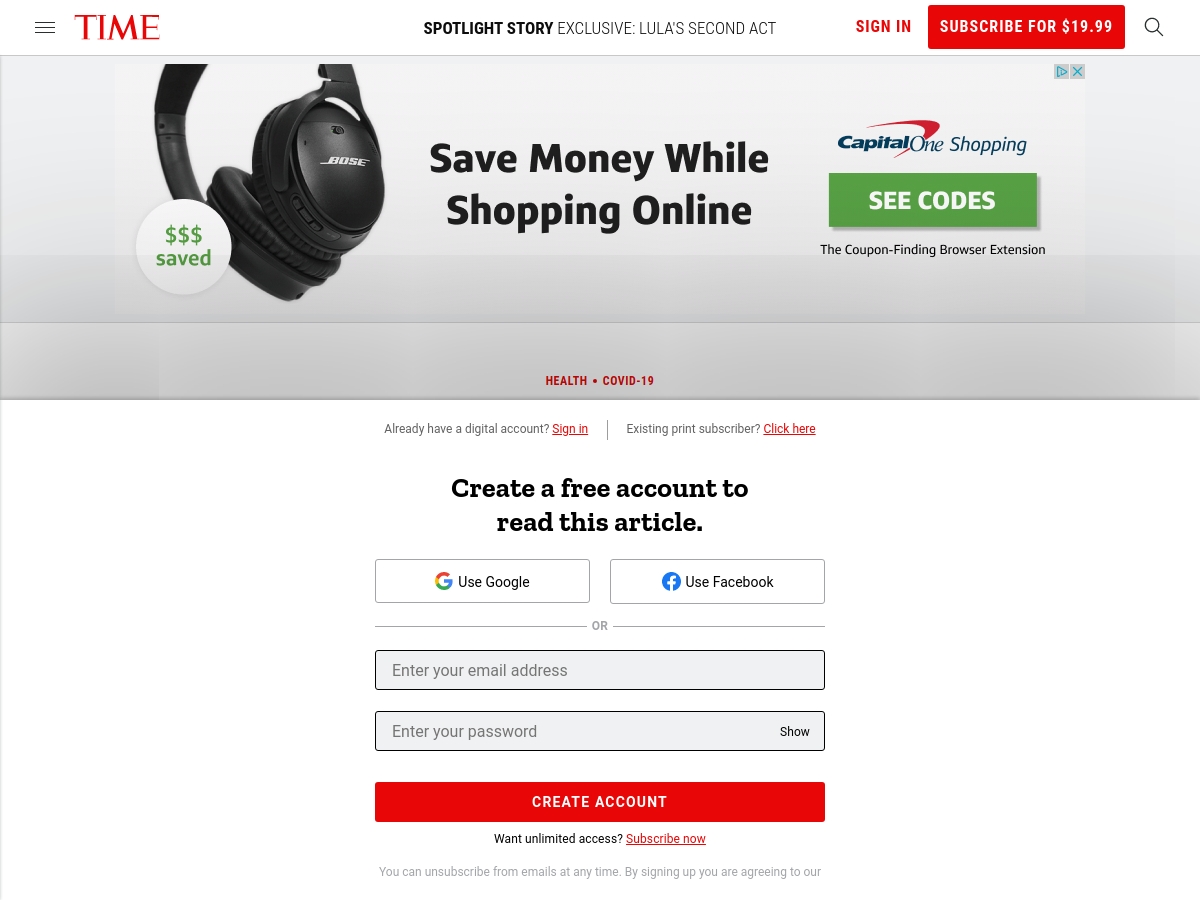 TIME
SPOTLIGHT STORY EXCLUSIVE: LULA'S SECOND ACT
SIGN IN
SUBSCRIBE FOR $19.99
BOSE
$$$
saved
Save Money While
Shopping Online
CapitalOne Shopping
SEE CODES
The Coupon-Finding Browser Extension
HEALTH • COVID-19
Already have a digital account? Sign in
Existing print subscriber? Click here
Create a free account to
read this article.
Use Google
Use Facebook
OR
Enter your email address
Enter your password
Show
CREATE ACCOUNT
Want unlimited access? Subscribe now
You can unsubscribe from emails at any time. By signing up you are agreeing to our